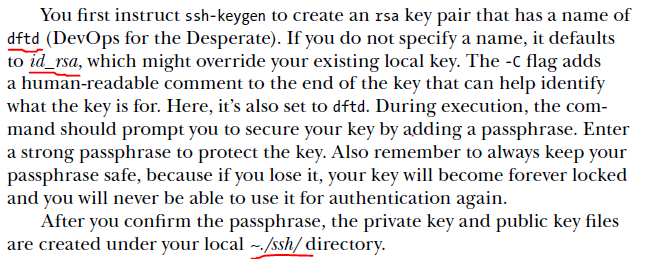 You first instruct ssh-keygen to create an rsa key pair that has a name of
dftd (DevOps for the Desperate). If you do not specify a name, it defaults
to id_rsa, which might override your existing local key. The -C flag adds
a human-readable comment to the end of the key that can help identify
what the key is for. Here, it's also set to dftd. During execution, the com-
mand should prompt you to secure your key by adding a passphrase. Enter
a strong passphrase to protect the key. Also remember to always keep your
passphrase safe, because if you lose it, your key will become forever locked
and you will never be able to use it for authentication again.
After you confirm the passphrase, the private key and public key files
are created under your local ~./ssh/ directory.